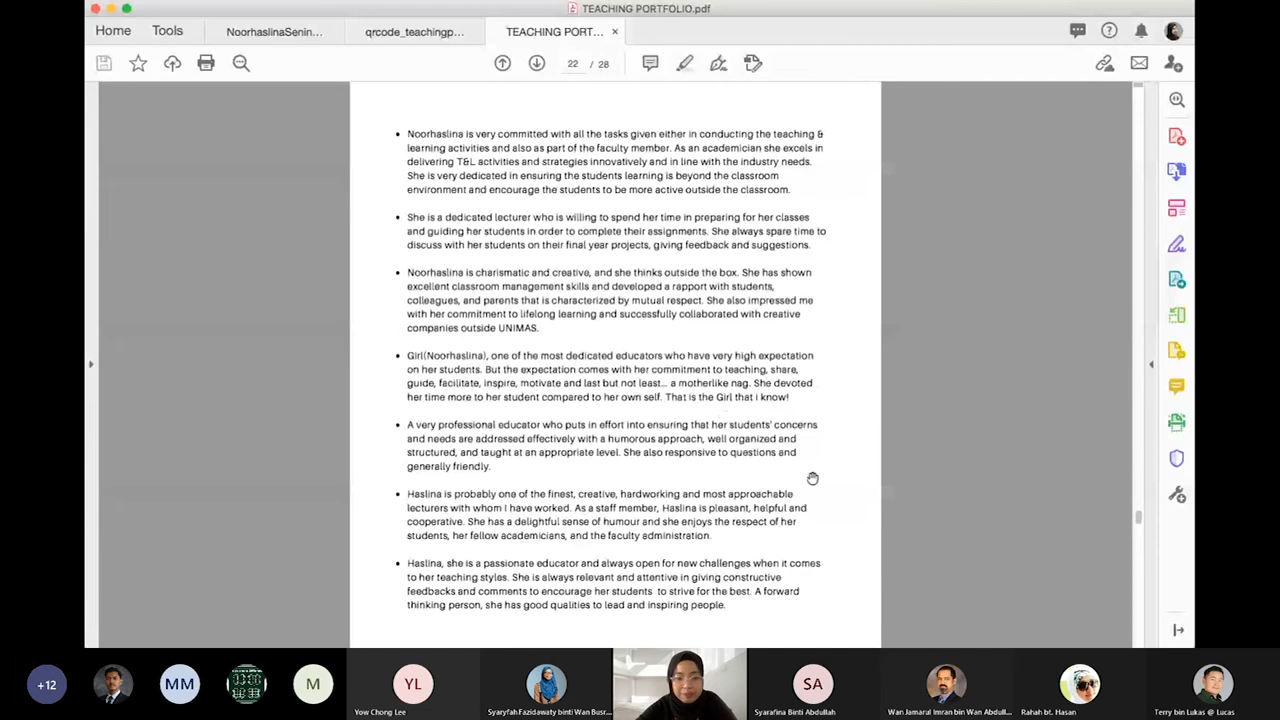 TEACHING PORTFOLIO.pdf
Home
Tools
NoorhaslinaSenin...
qrcode_teachingp...
TEACHING PORT... ×
22 / 28
• Noorhaslina is very committed with all the tasks given either in conducting the teaching &
learning activities and also as part of the faculty member. As an academician she excels in
delivering T&L activities and strategies innovatively and in line with the industry needs.
She is very dedicated in ensuring the students learning is beyond the classroom
environment and encourage the students to be more active outside the classroom.
• She is a dedicated lecturer who is willing to spend her time in preparing for her classes
and guiding her students in order to complete their assignments. She always spare time to
discuss with her students on their final year projects, giving feedback and suggestions.
• Noorhaslina is charismatic and creative, and she thinks outside the box. She has shown
excellent classroom management skills and developed a rapport with students,
colleagues, and parents that is characterized by mutual respect. She also impressed me
with her commitment to lifelong learning and successfully collaborated with creative
companies outside UNIMAS.
• Girl(Noorhaslina), one of the most dedicated educators who have very high expectation
on her students. But the expectation comes with her commitment to teaching, share,
guide, facilitate, inspire, motivate and last but not least... a motherlike nag. She devoted
her time more to her student compared to her own self. That is the Girl that i know!
• A very professional educator who puts in effort into ensuring that her students' concerns
and needs are addressed effectively with a humorous approach, well organized and
structured, and taught at an appropriate level. She also responsive to questions and
generally friendly.
• Haslina is probably one of the finest, creative, hardworking and most approachable
lecturers with whom I have worked. As a staff member, Haslina is pleasant, helpful and
cooperative. She has a delightful sense of humour and she enjoys the respect of her
students, her fellow academicians, and the faculty administration.
• Haslina, she is a passionate educator and always open for new challenges when it comes
to her teaching styles. She is always relevant and attentive in giving constructive
feedbacks and comments to encourage her students to strive for the best. A forward
thinking person, she has good qualities to lead and inspiring people.
+12
MM
M
YL
SA
Yow Chong Lee
Syaryfah Fazidawaty binti Wan Busr...
Syarafina Binti Abdullah
Wan Jamarul Imran bin Wan Abdull...
Rahah bt. Hasan
Terry bin Lukas @ Lucas